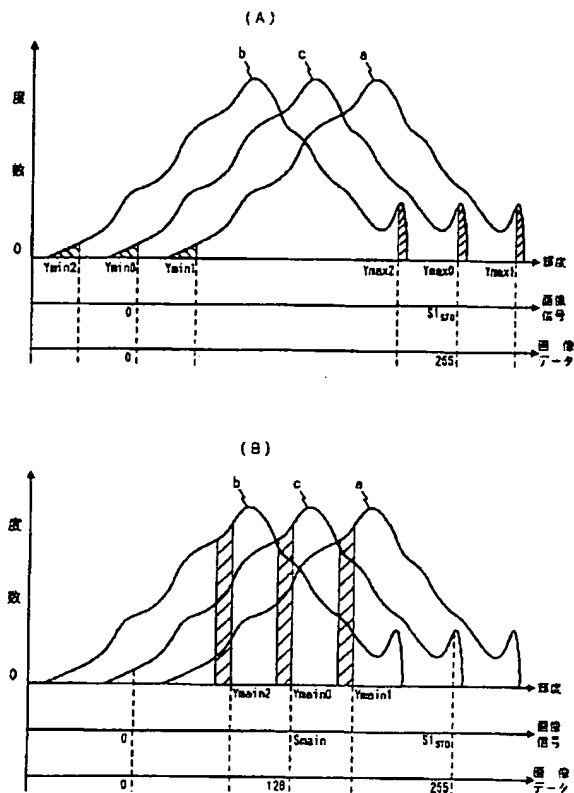 (A)
b
c
a
度
数
0
Ymin2
Ymin0
Ymin1
Ymax2
Ymax0
Ymax1
輝度
0
S1STD
画像
信号
0
255
画像
データ
(B)
b
c
a
度
数
0
Ymain2
Ymain0
Ymain1
輝度
0
Smain
S1STD
画像
信号
0
128
255
画像
データ